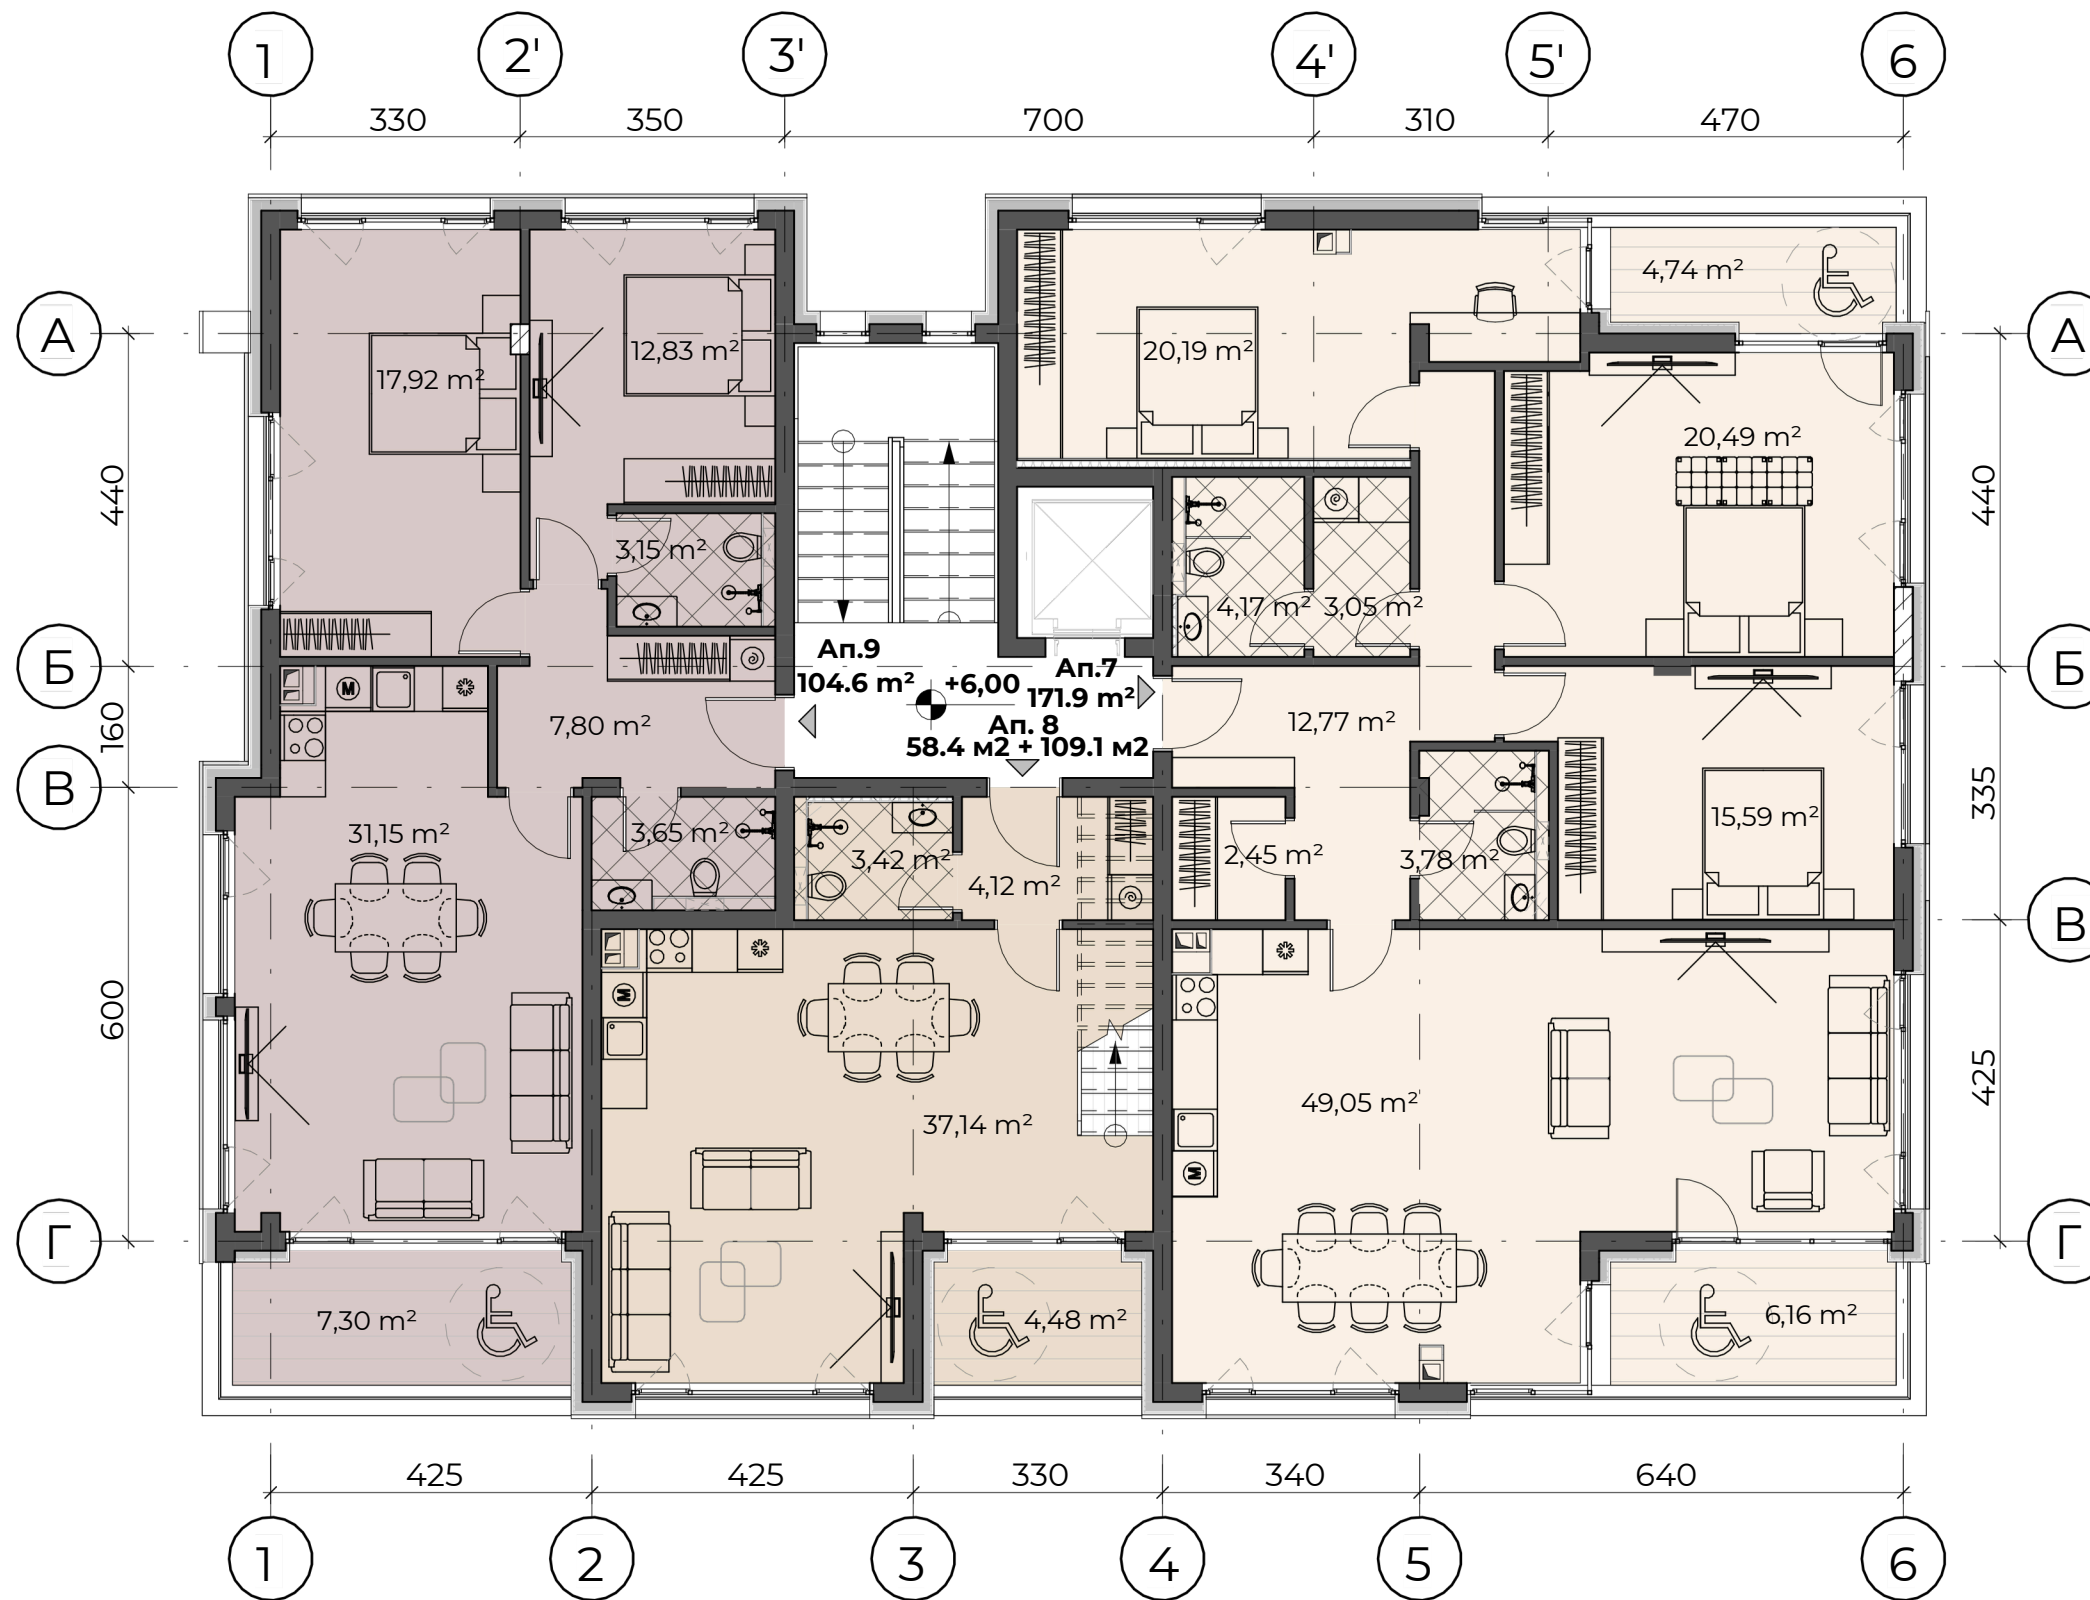 1 2' 3' 4' 5' 6
330 350 700 310 470
4,74 m²
А А
20,19 m²
12,83 m²
17,92 m²
20,49 m²
440 440
3,15 m²
4,17 m² 3,05 m²
Ап.9
104.6 m²
+6,00
Ап.7
171.9 m²
Ап. 8
58.4 м2 + 109.1 м2
Б Б
M
7,80 m²
12,77 m²
160
В
335
15,59 m²
31,15 m²
3,65 m²
3,42 m²
4,12 m²
2,45 m²
3,78 m²
В
M
600
425
49,05 m²
37,14 m²
M
Г Г
7,30 m²
4,48 m²
6,16 m²
425 425 330 340 640
1 2 3 4 5 6